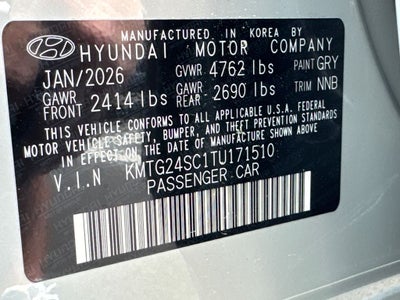 MANUFACTURED IN KOREA BY
HYUNDAI MOTOR COMPANY
JAN/2026 GVWR 4762 lbs PAINT GRY
GAWR FRONT 2414 lbs GAWR REAR 2690 lbs TRIM NNB
THIS VEHICLE CONFORMS TO ALL APPLICABLE U.S.A. FEDERAL
MOTOR VEHICLE SAFETY, BUMPER, AND THEFT PREVENTION
STANDARDS IN EFFECT ON THE DATE OF MANUFACTURE
SHOWN ABOVE
V.I.N KMTG24SC1TU171510
PASSENGER CAR